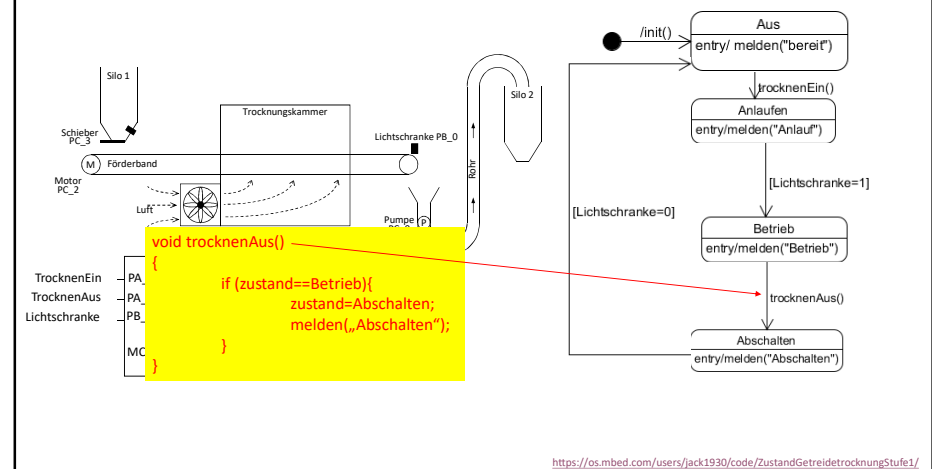 Silo 1
Schieber
PC_3
M
Förderband
Motor
PC_2
Luft
Trocknungskammer
Lichtschranke PB_0
Pumpe
P
Rohr
Silo 2
TrocknenEin
PA_
TrocknenAus
PA_
Lichtschranke
PB_
void trocknenAus()
{
if (zustand==Betrieb){
zustand=Abschalten;
melden(„Abschalten“);
}
}
/init()
Aus
entry/ melden("bereit")
trocknenEin()
Anlaufen
entry/melden("Anlauf")
[Lichtschranke=1]
[Lichtschranke=0]
Betrieb
entry/melden("Betrieb")
trocknenAus()
Abschalten
entry/melden("Abschalten")
https://os.mbed.com/users/jack1930/code/ZustandGetreidetrocknungStufe1/